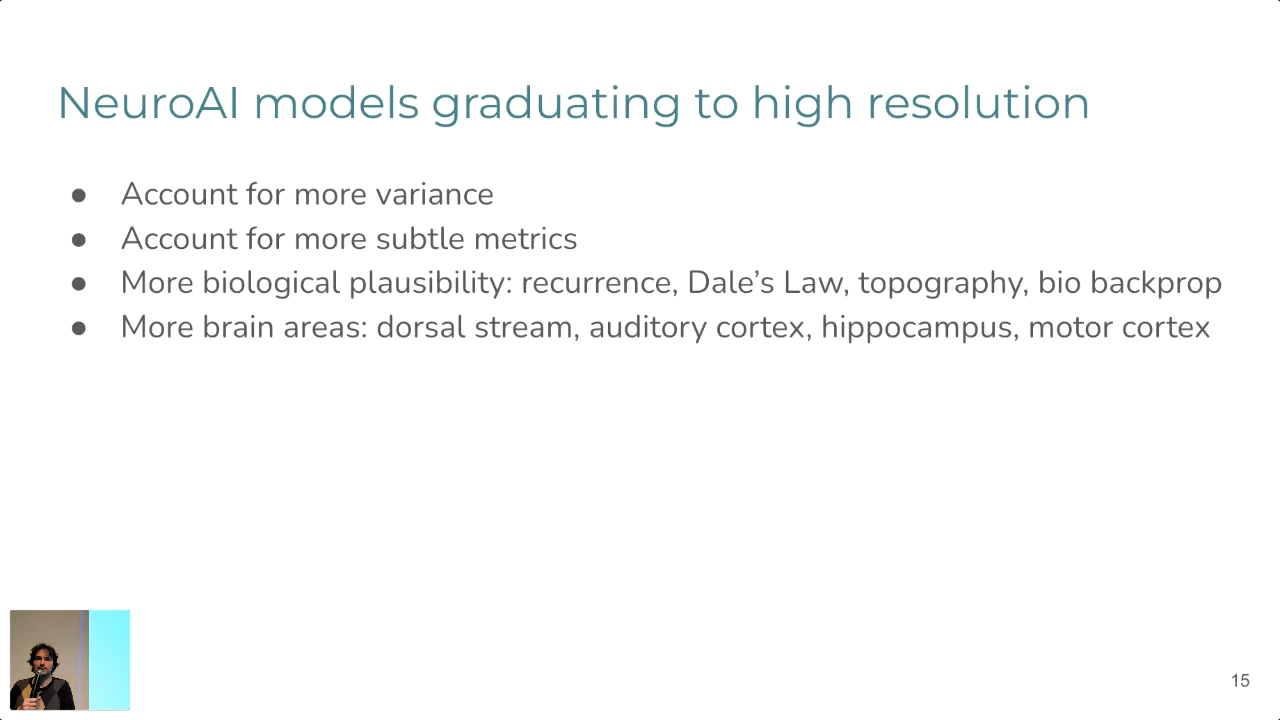 NeuroAI models graduating to high resolution
● Account for more variance
● Account for more subtle metrics
● More biological plausibility: recurrence, Dale’s Law, topography, bio backprop
● More brain areas: dorsal stream, auditory cortex, hippocampus, motor cortex
15